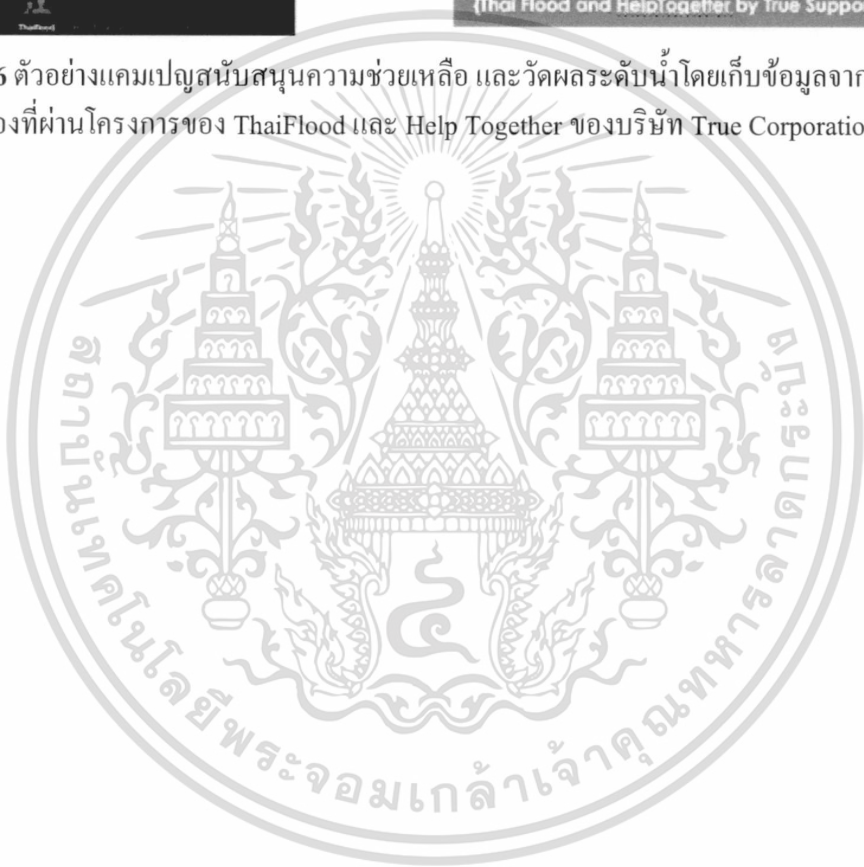 ThaiFlood
(Thai Flood and HelpTogetter by True Suppo
6 ตัวอย่างแคมเปญสนับสนุนความช่วยเหลือ และวัดผลระดับน้ำโดยเก็บข้อมูลจาก
องที่ผ่านโครงการของ ThaiFlood และ Help Together ของบริษัท True Corporatio
สถาบันเทคโนโลยีพระจอมเกล้าเจ้าคุณทหารลาดกระบัง